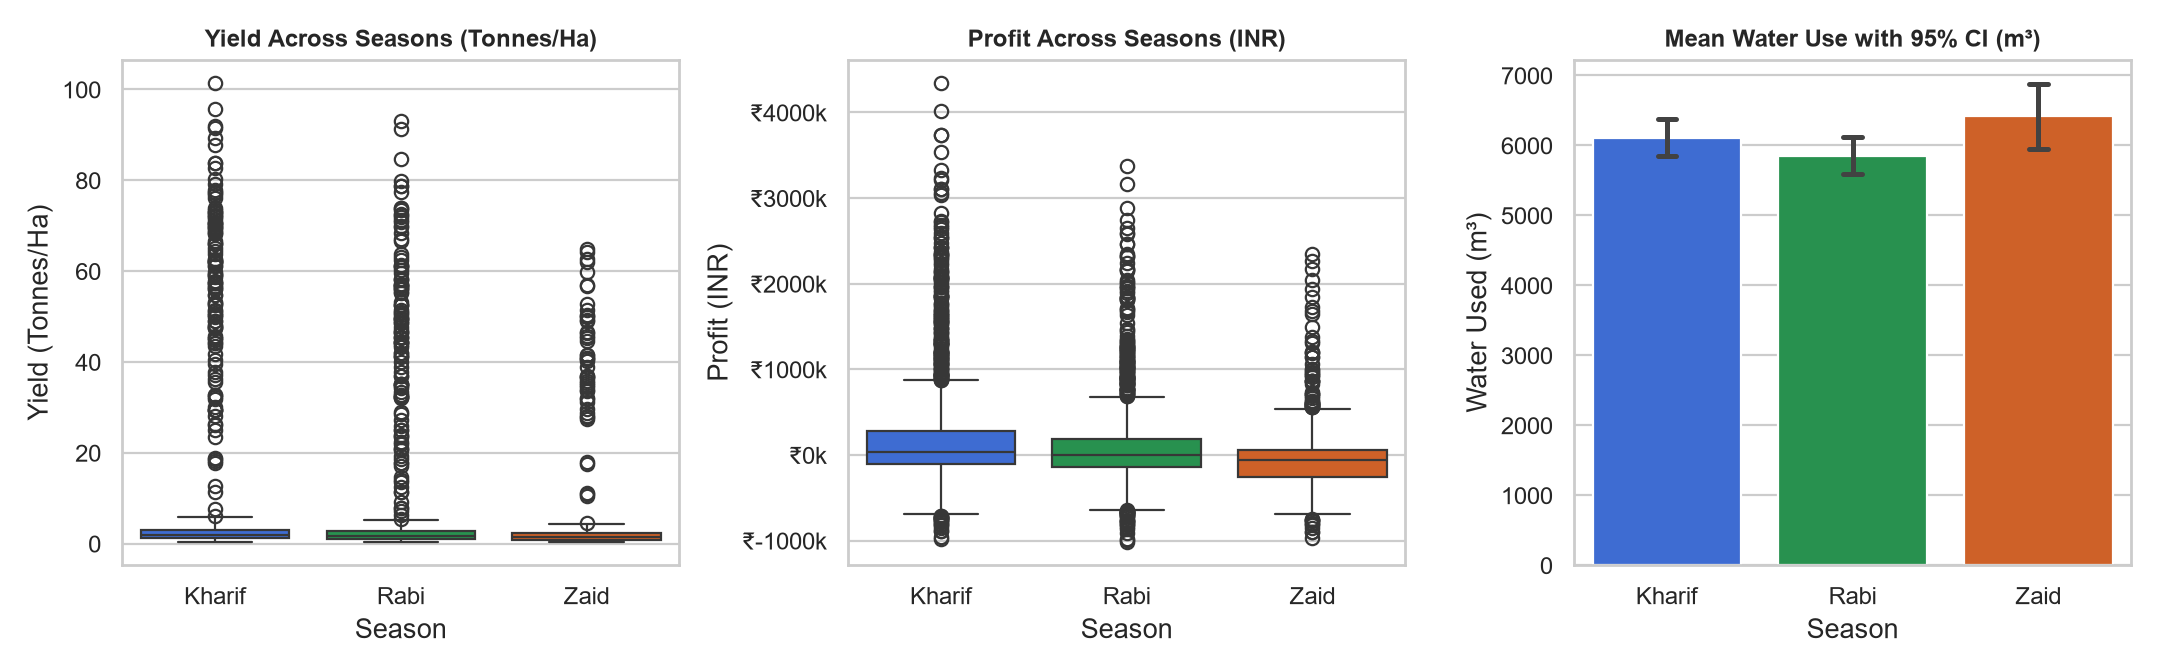 Yield Across Seasons (Tonnes/Ha)
Yield (Tonnes/Ha)
100
80
60
40
20
0
Kharif Rabi Zaid
Season
Profit Across Seasons (INR)
Profit (INR)
₹4000k
₹3000k
₹2000k
₹1000k
₹0k
₹-1000k
Kharif Rabi Zaid
Season
Mean Water Use with 95% CI (m³)
Water Used (m³)
7000
6000
5000
4000
3000
2000
1000
0
Kharif Rabi Zaid
Season